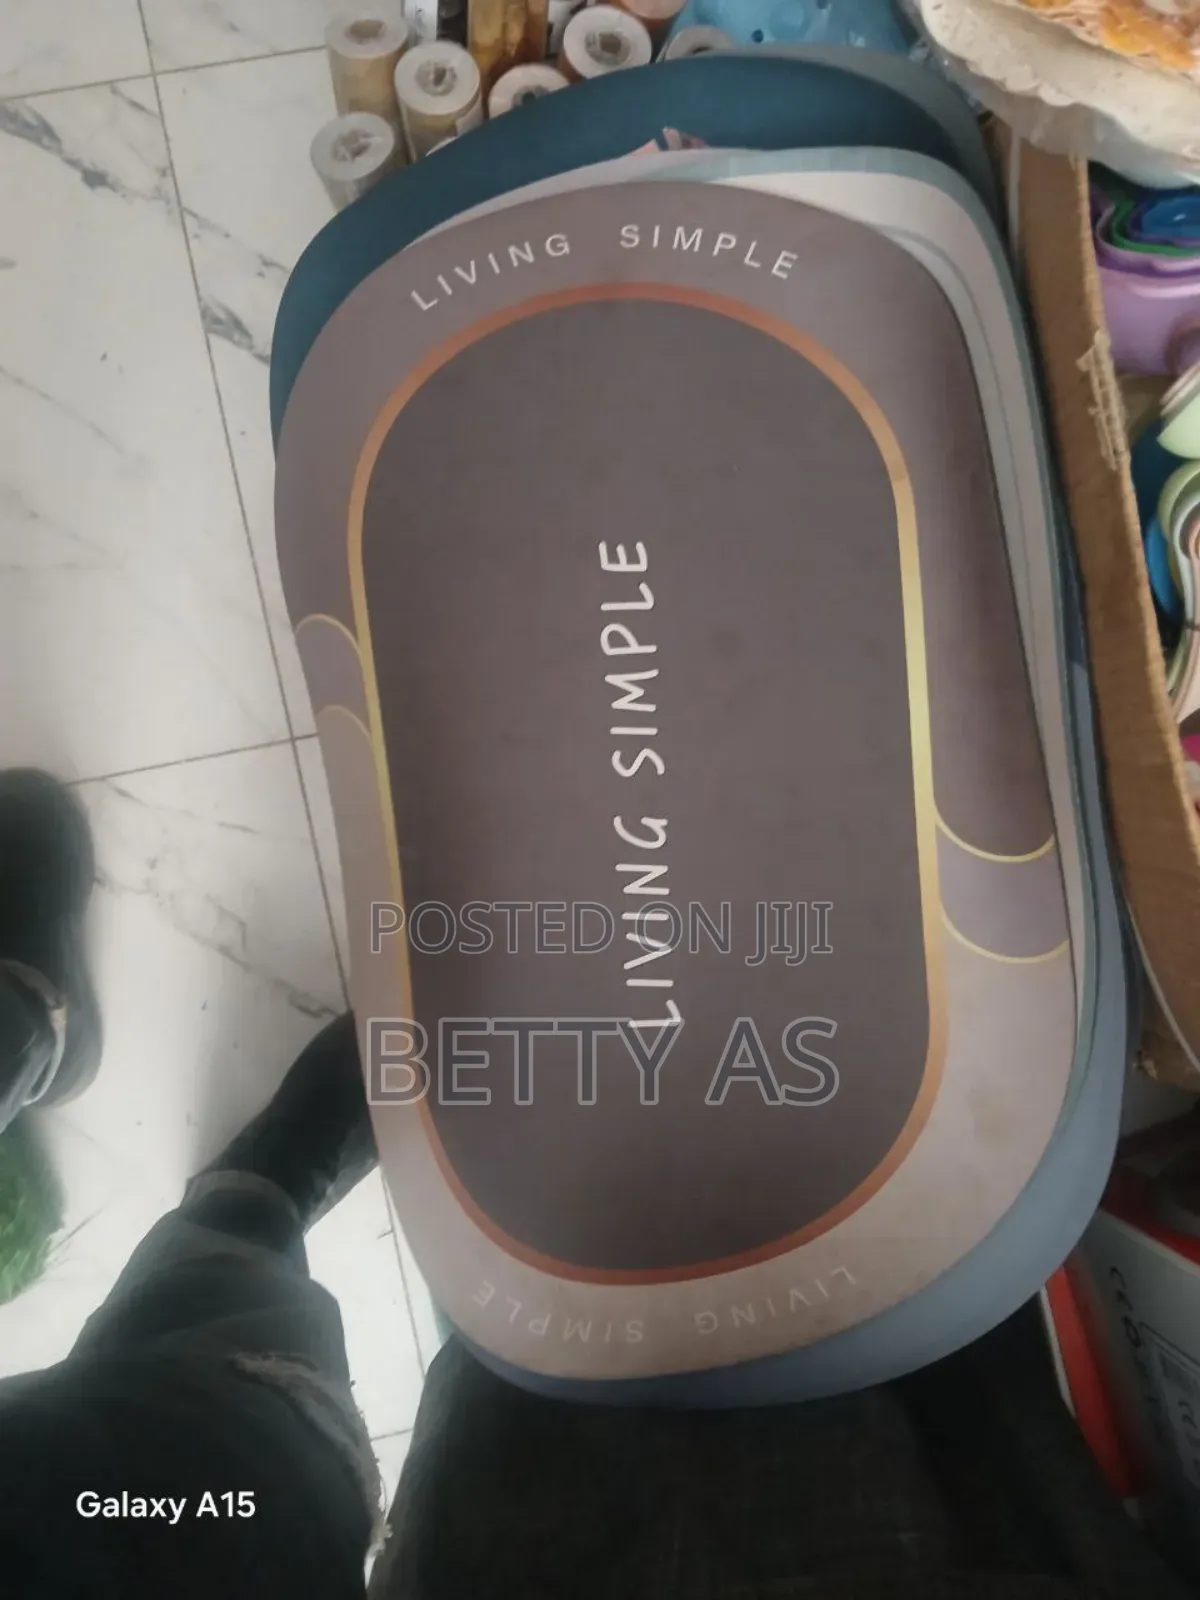 LIVING SIMPLE
LIVING SIMPLE
POSTED ON JIJI
BETTY AS
LIVING SIMPLE
Galaxy A15